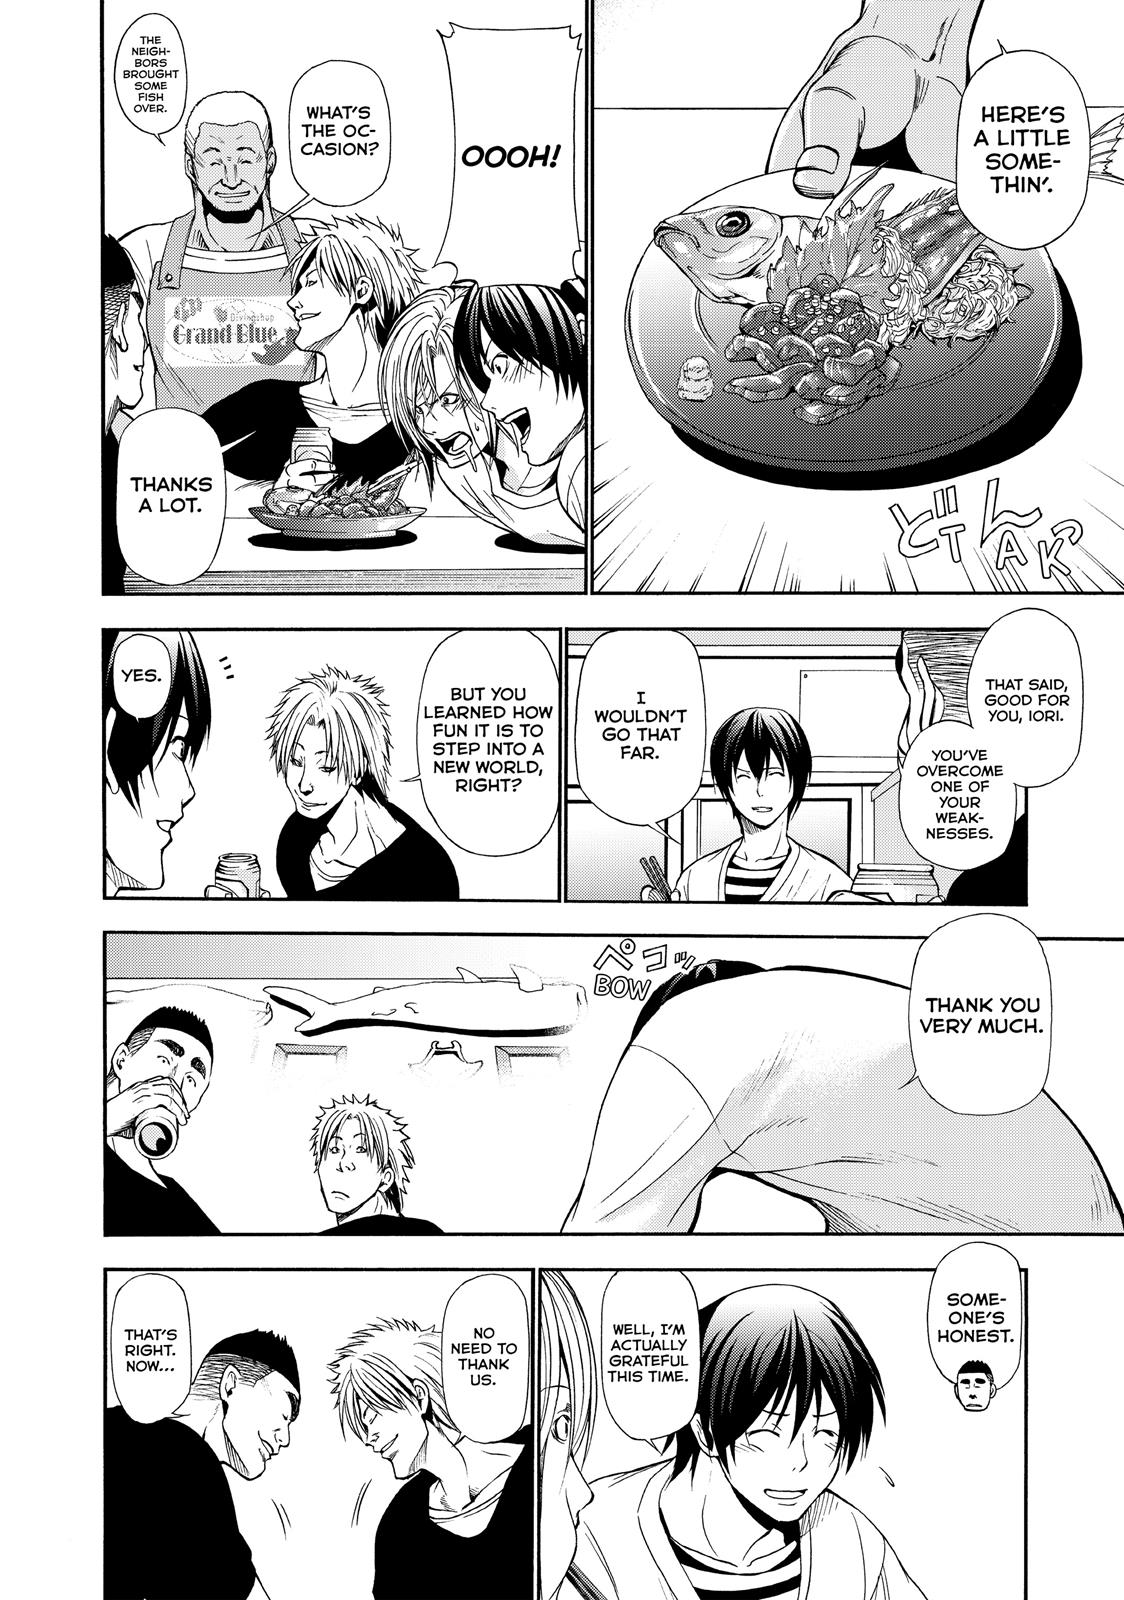 HERE'S
A LITTLE
SOME-
THIN'.
どTんAKっ
OOOH!
WHAT'S
THE OC-
CASION?
THE
NEIGH-
BORS
BROUGHT
SOME
FISH
OVER.
Divingshop
Grand Blue
THANKS
A LOT.
THAT SAID,
GOOD FOR
YOU, IORI.
YOU'VE
OVERCOME
ONE OF
YOUR
WEAK-
NESSES.
I
WOULDN'T
GO THAT
FAR.
BUT YOU
LEARNED HOW
FUN IT IS TO
STEP INTO A
NEW WORLD,
RIGHT?
YES.
THANK YOU
VERY MUCH.
ペコッ
BOW
SOME-
ONE'S
HONEST.
WELL, I'M
ACTUALLY
GRATEFUL
THIS TIME.
NO
NEED TO
THANK
US.
THAT'S
RIGHT.
NOW...